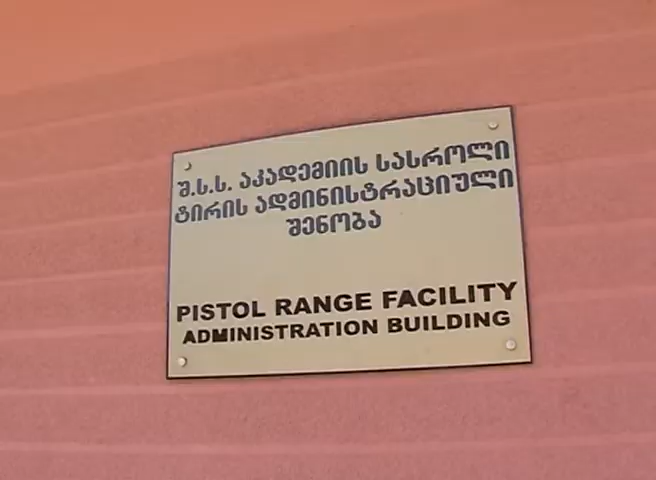 შ.ს.ს. აკადემიის სასროლი
ტირის ადმინისტრაციული
შენობა
PISTOL RANGE FACILITY
ADMINISTRATION BUILDING